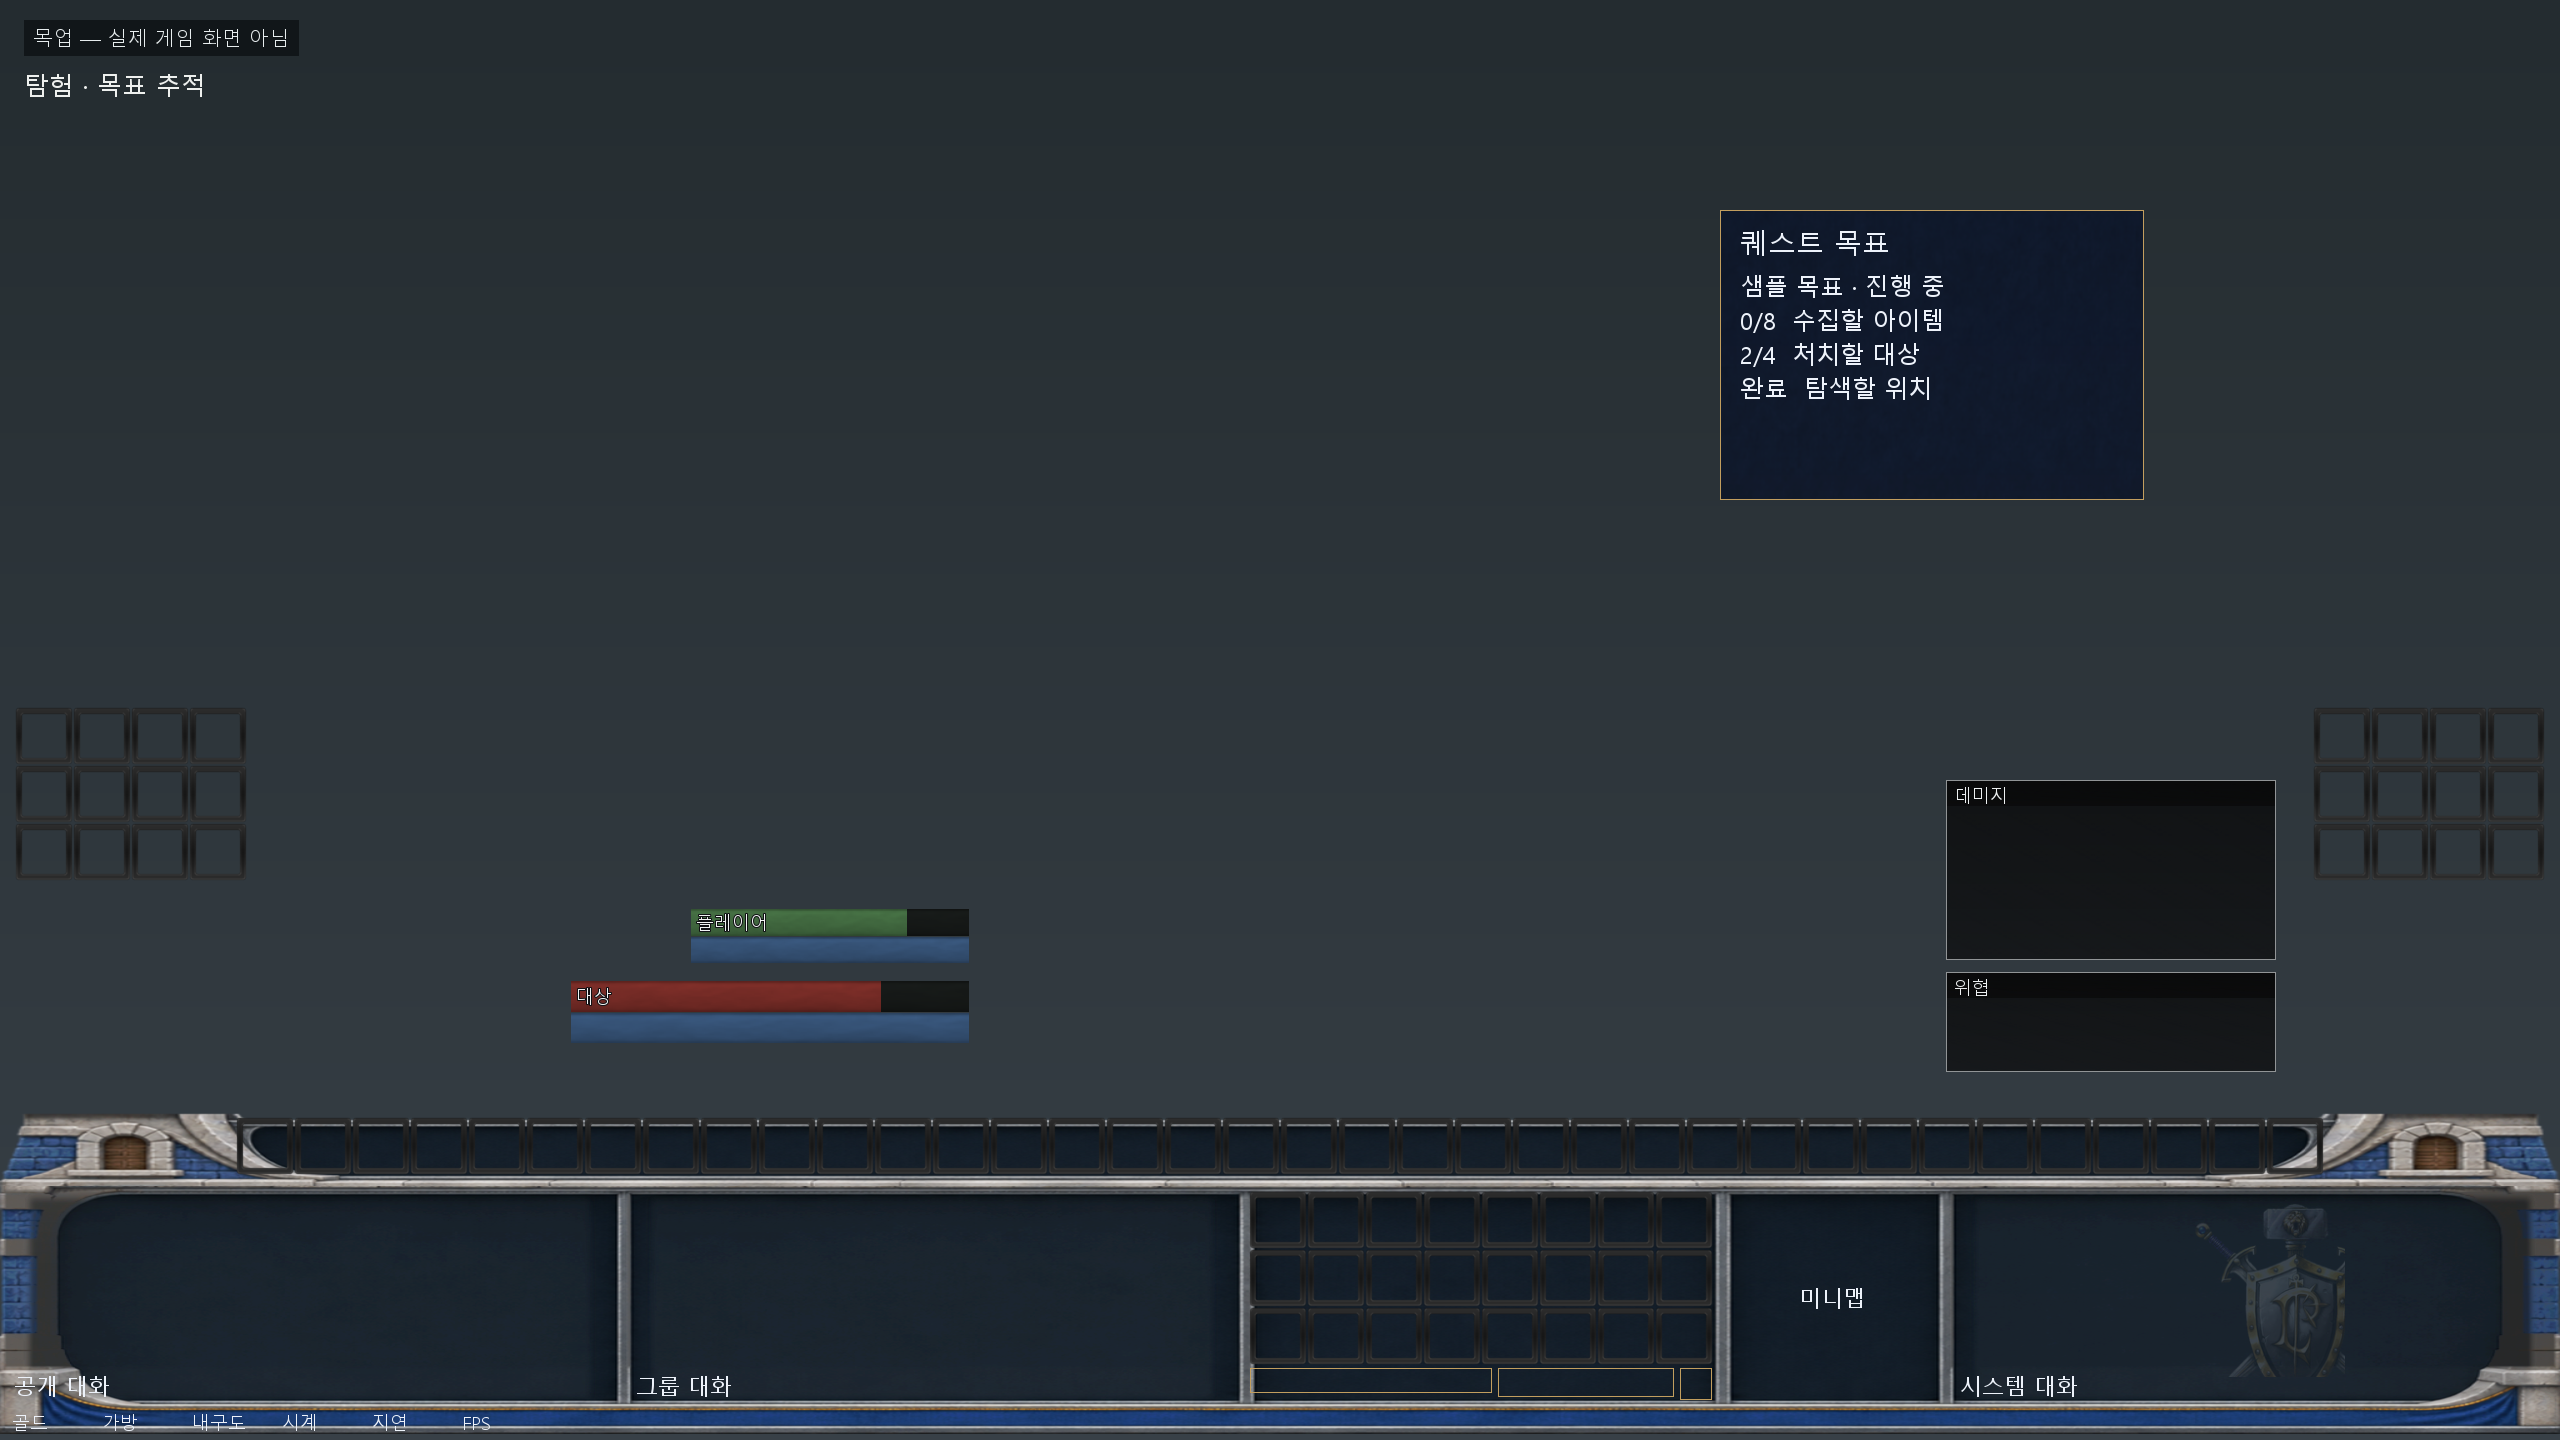 목업 — 실제 게임 화면 아님
탐험 · 목표 추적
퀘스트 목표
샘플 목표 · 진행 중
0/8 수집할 아이템
2/4 처치할 대상
완료 탐색할 위치
데미지
플레이어
위협
대상
미니맵
공개 대화
그룹 대화
시스템 대화
골드 가방 내구도 시계 지연 FPS